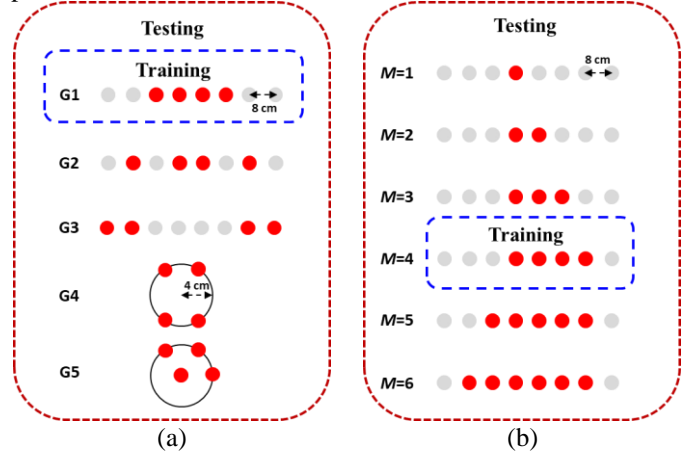 Testing
Training
G1
8 cm
G2
G3
G4
4 cm
G5
(a)
Testing
M=1
8 cm
M=2
M=3
Training
M=4
M=5
M=6
(b)